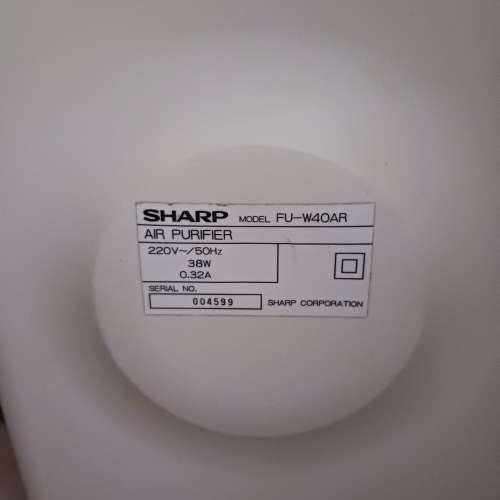 SHARP MODEL FU-W40AR
AIR PURIFIER
220V~/50Hz
38W
0.32A
SERIAL NO.
004599 SHARP CORPORATION